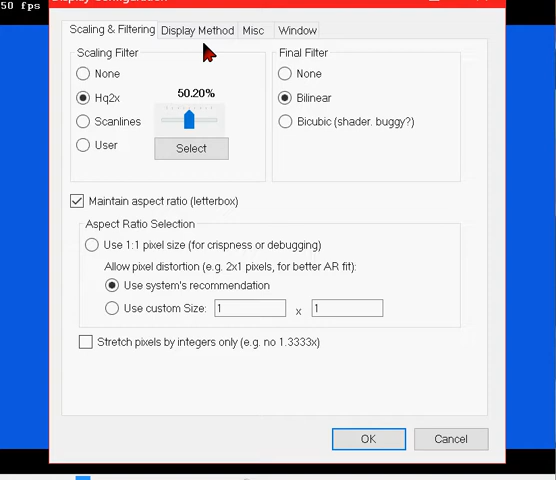 50 fps
Display Configuration
Scaling & Filtering
Display Method
Misc
Window
Scaling Filter
None
Hq2x
Scanlines
User
50.20%
Select
Final Filter
None
Bilinear
Bicubic (shader. buggy?)
Maintain aspect ratio (letterbox)
Aspect Ratio Selection
Use 1:1 pixel size (for crispness or debugging)
Allow pixel distortion (e.g. 2x1 pixels, for better AR fit):
Use system's recommendation
Use custom Size: 1 x 1
Stretch pixels by integers only (e.g. no 1.3333x)
OK
Cancel